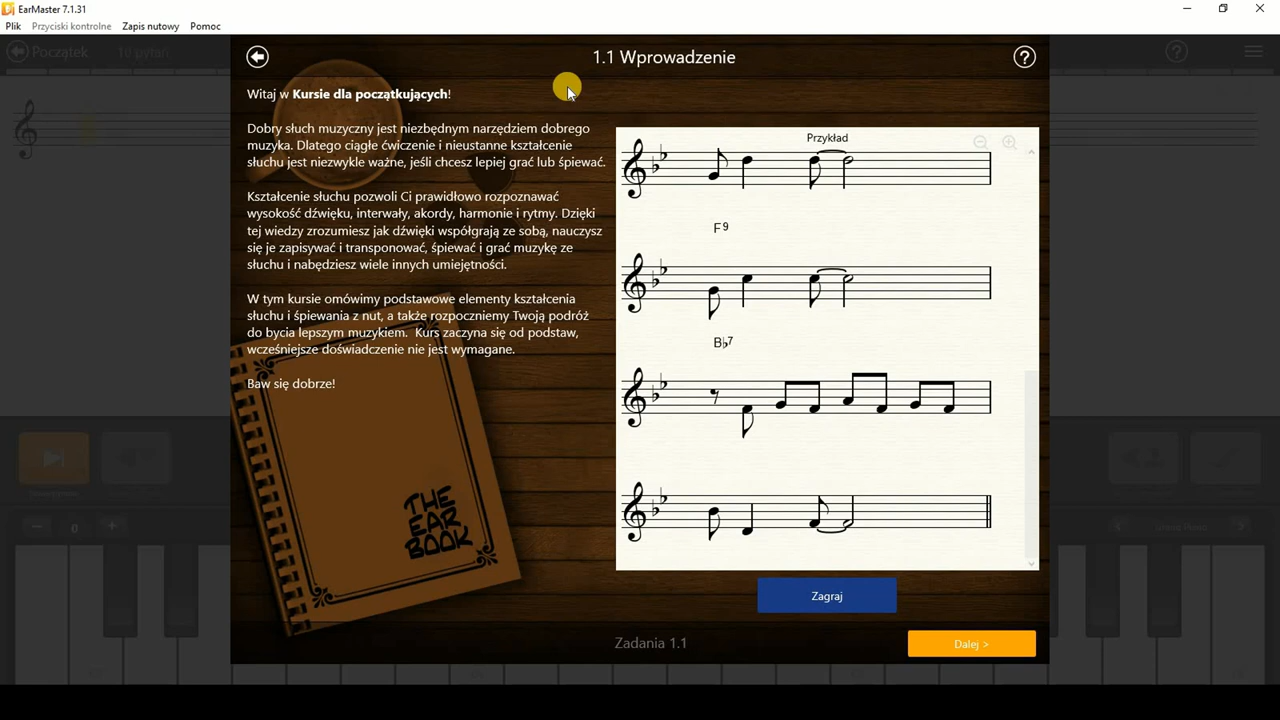 EarMaster 7.1.31
Plik Przyciski kontrolne Zapis nutowy Pomoc
Początek 10 pytań
1.1 Wprowadzenie
?
?
Witaj w Kursie dla początkujących!
Dobry słuch muzyczny jest niezbędnym narzędziem dobrego
muzyka. Dlatego ciągłe ćwiczenie i nieustanne kształcenie
słuchu jest niezwykle ważne, jeśli chcesz lepiej grać lub śpiewać.
Kształcenie słuchu pozwoli Ci prawidłowo rozpoznawać
wysokość dźwięku, interwały, akordy, harmonie i rytmy. Dzięki
tej wiedzy zrozumiesz jak dźwięki współgrają ze sobą, nauczysz
się je zapisywać i transponować, śpiewać i grać muzykę ze
słuchu i nabędziesz wiele innych umiejętności.
W tym kursie omówimy podstawowe elementy kształcenia
słuchu i śpiewania z nut, a także rozpoczniemy Twoją podróż
do bycia lepszym muzykiem.  Kurs zaczyna się od podstaw,
wcześniejsze doświadczenie nie jest wymagane.
Baw się dobrze!
THE
EAR
BOOK
Przykład
F9
B♭7
Zagraj
0
Zadania 1.1
Dalej >